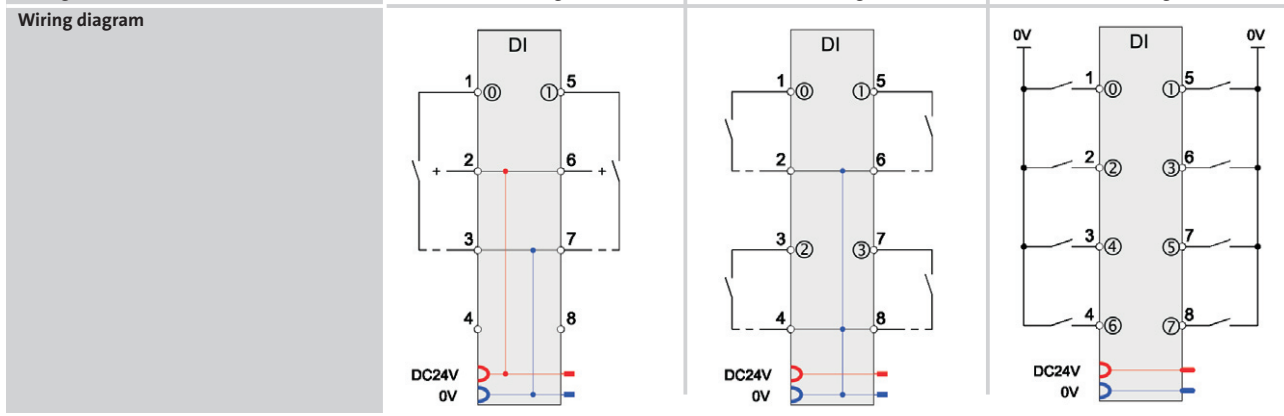 Wiring diagram
DI
1 ⓪ ① 5
2 + + 6
3 7
4 8
DC24V
0V
DI
1 ⓪ ① 5
2 6
3 ② ③ 7
4 8
DC24V
0V
0V 0V
DI
1 ⓪ ① 5
2 ② ③ 6
3 ④ ⑤ 7
4 ⑥ ⑦ 8
DC24V
0V